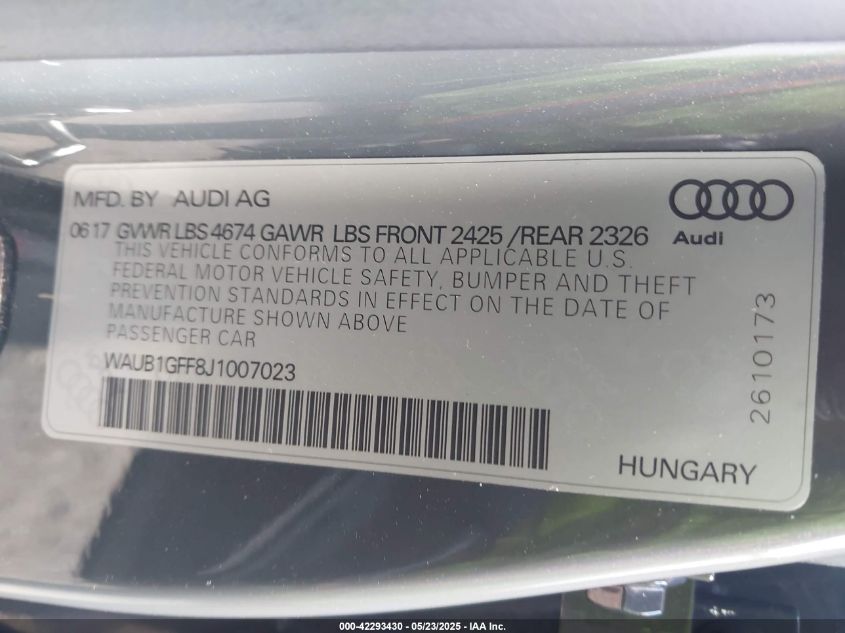 MFD. BY AUDI AG
0617 GVWR LBS 4674 GAWR LBS FRONT 2425 /REAR 2326
Audi
THIS VEHICLE CONFORMS TO ALL APPLICABLE U.S.
FEDERAL MOTOR VEHICLE SAFETY, BUMPER AND THEFT
PREVENTION STANDARDS IN EFFECT ON THE DATE OF
MANUFACTURE SHOWN ABOVE
PASSENGER CAR
WAUB1GFF8J1007023
2610173
HUNGARY
000-42293430 - 05/23/2025 - IAA Inc.